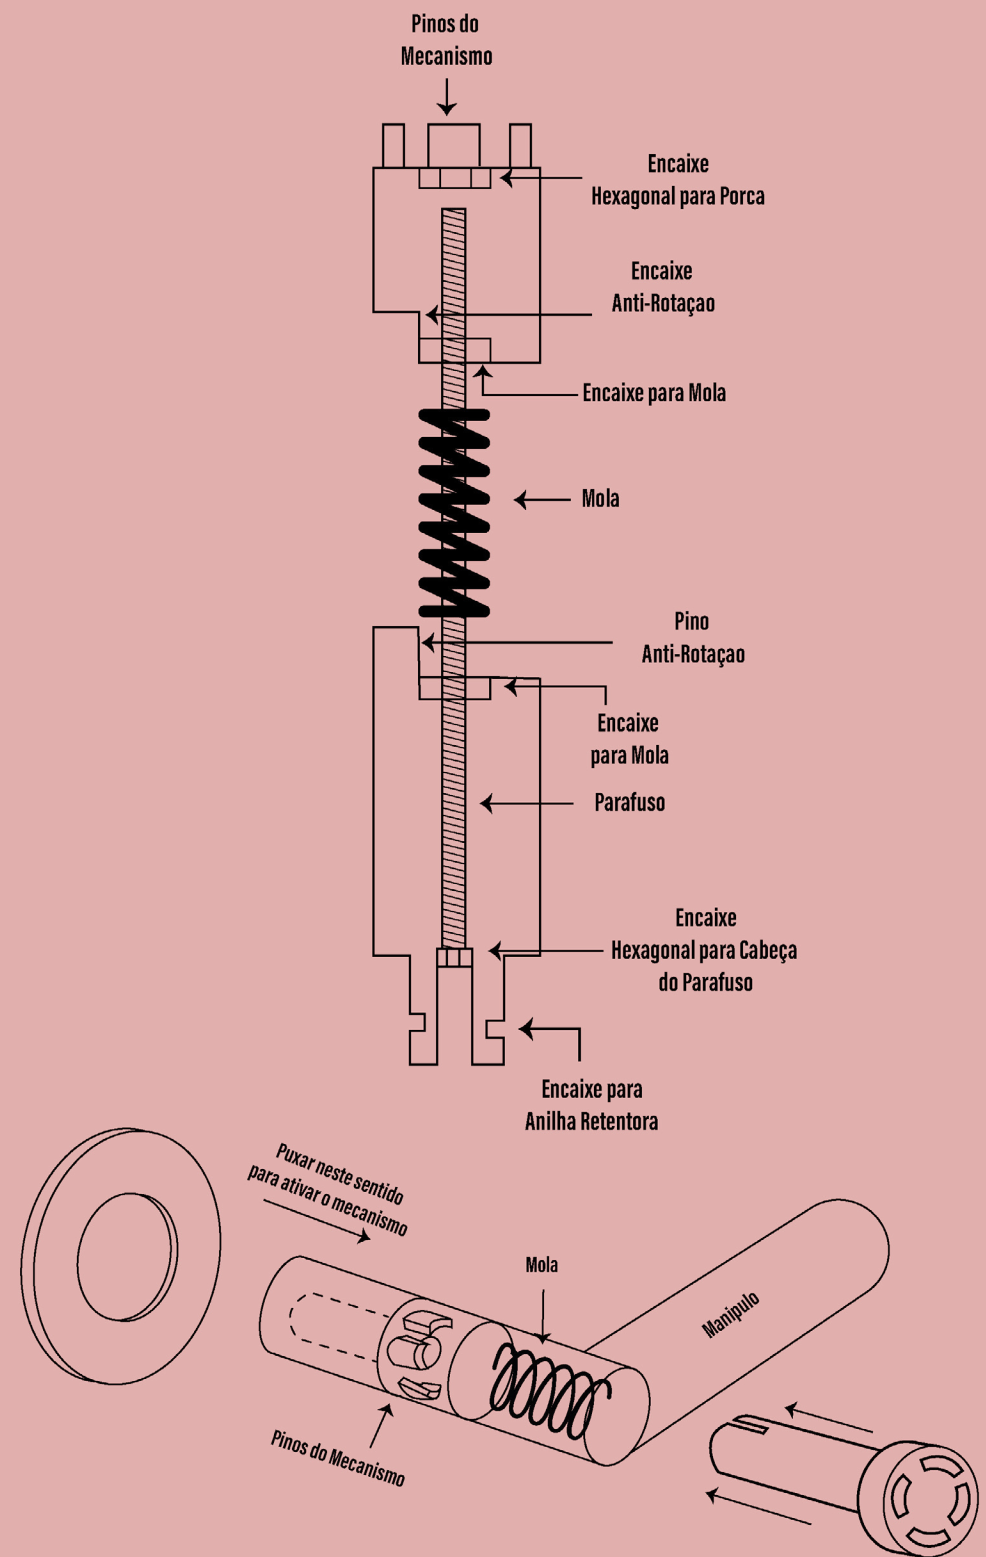 Pinos do
Mecanismo
Encaixe
Hexagonal para Porca
Encaixe
Anti-Rotaçao
Encaixe para Mola
Mola
Pino
Anti-Rotaçao
Encaixe
para Mola
Parafuso
Encaixe
Hexagonal para Cabeça
do Parafuso
Encaixe para
Anilha Retentora
Puxar neste sentido
para ativar o mecanismo
Mola
Manipulo
Pinos do Mecanismo